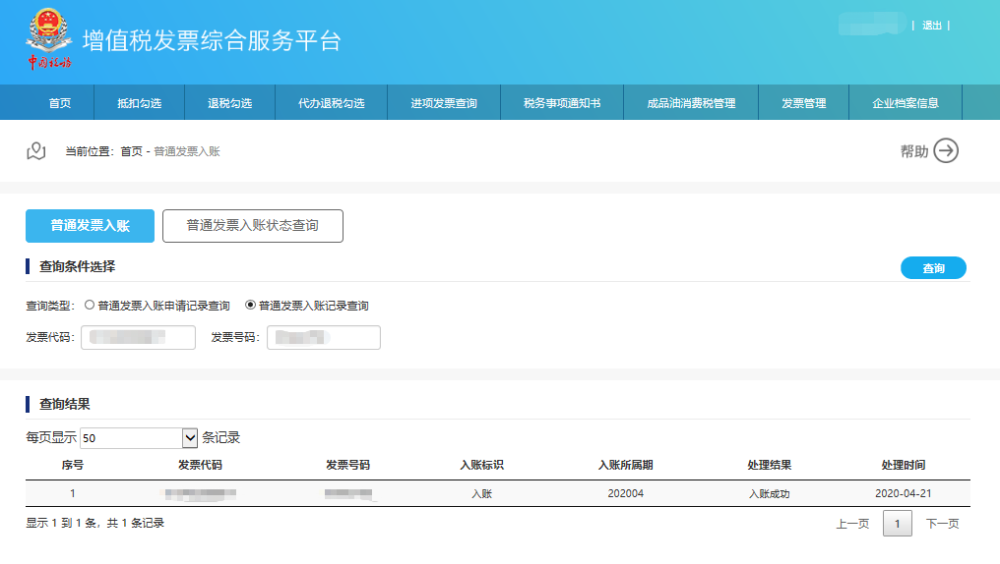 增值税发票综合服务平台
| 退出 |
中国税务
首页 抵扣勾选 退税勾选 代办退税勾选 进项发票查询 税务事项通知书 成品油消费税管理 发票管理 企业档案信息
当前位置：首页 - 普通发票入账
帮助
普通发票入账 普通发票入账状态查询
查询条件选择
查询
查询类型： 普通发票入账申请记录查询 普通发票入账记录查询
发票代码： 发票号码：
查询结果
每页显示 50 条记录
序号 发票代码 发票号码 入账标识 入账所属期 处理结果 处理时间
1 入账 202004 入账成功 2020-04-21
显示 1 到 1 条，共 1 条记录
上一页 1 下一页